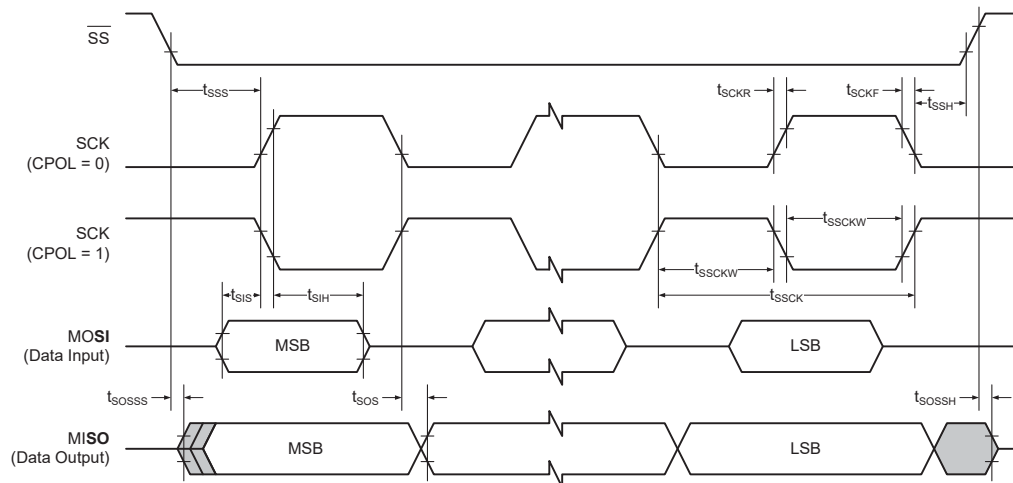 SS
tSSS
tSCKR
tSCKF
tSSH
SCK
(CPOL = 0)
SCK
(CPOL = 1)
tSSCKW
tSSCKW
tSIS
tSIH
tSSCK
MOSI
(Data Input)
MSB
LSB
tSOSSS
tSOS
tSOSSH
MISO
(Data Output)
MSB
LSB